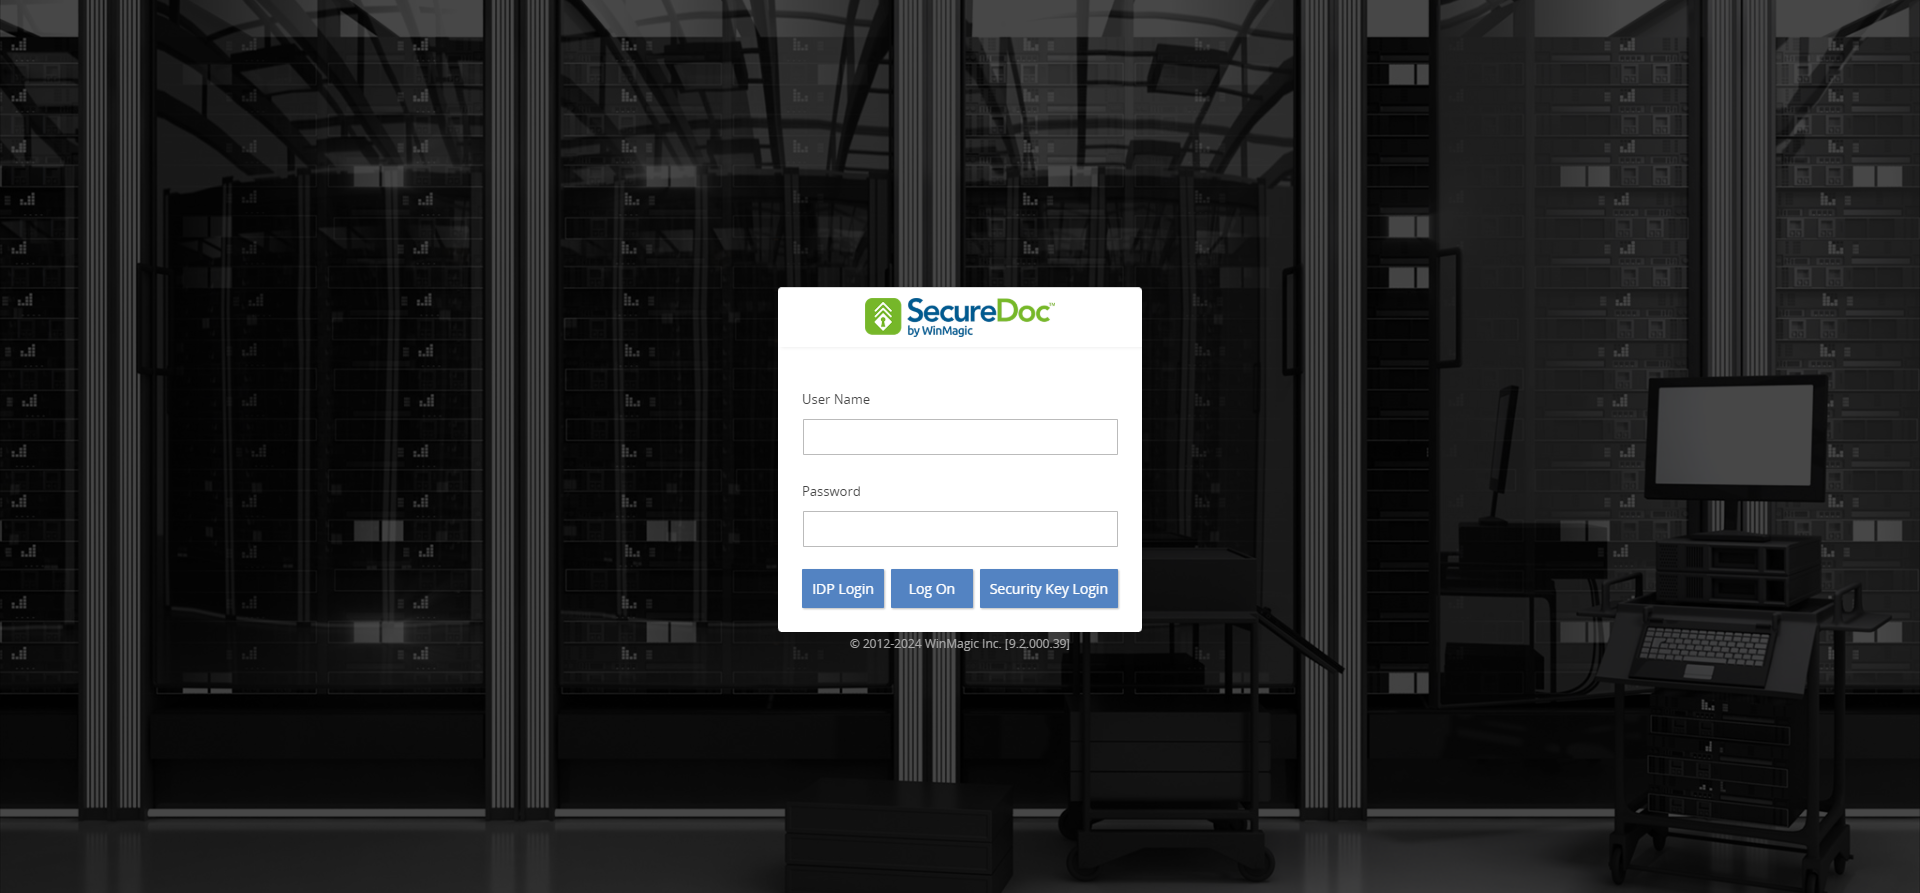 SecureDoc™
by WinMagic
User Name
Password
IDP Login
Log On
Security Key Login
© 2012-2024 WinMagic Inc. [9.2.000.39]